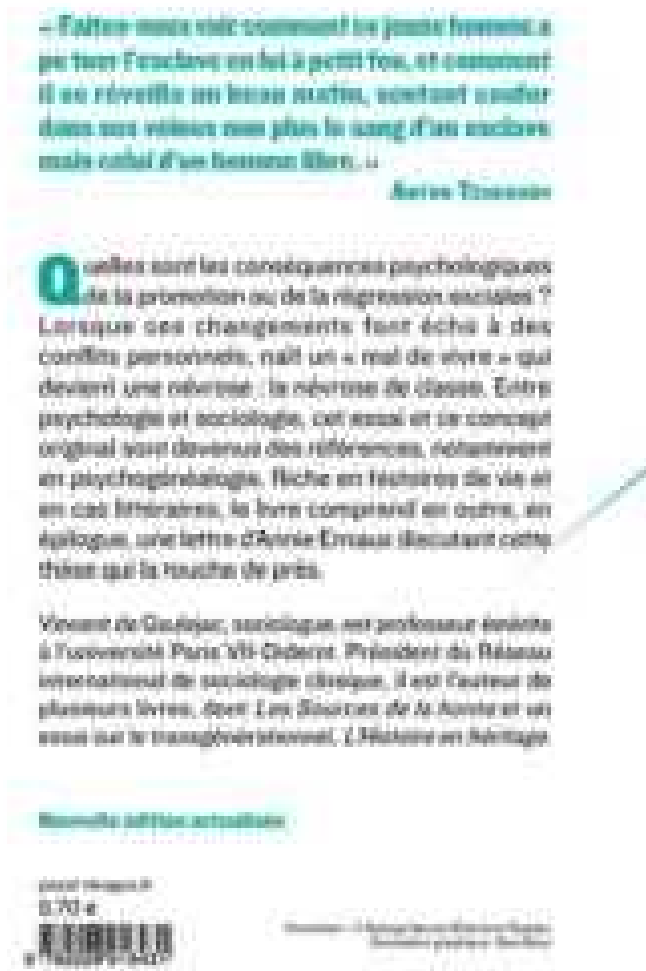 « Faites-nous voir comment ce jeune homme a
pu tuer l'esclave en lui à petit feu, et comment
il se réveille un beau matin, sentant couler
dans ses veines non plus le sang d'un esclave
mais celui d'un homme libre. »
Anton Tchekhov
Quelles sont les conséquences psychologiques
de la promotion ou de la régression sociales ?
Lorsque ces changements font écho à des
conflits personnels, naît un « mal de vivre » qui
devient une névrose : la névrose de classe. Entre
psychologie et sociologie, cet essai et ce concept
original sont devenus des références, notamment
en psychogénéalogie. Riche en histoires de vie et
en cas littéraires, le livre comprend en outre, en
épilogue, une lettre d'Annie Ernaux discutant cette
thèse qui la touche de près.
Vincent de Gaulejac, sociologue, est professeur émérite
à l'université Paris VII-Diderot. Président du Réseau
international de sociologie clinique, il est l'auteur de
plusieurs livres, dont Les Sources de la honte et un
essai sur le transgénérationnel, L'Histoire en héritage.
Nouvelle édition actualisée
payot-rivages.fr
9,70 €